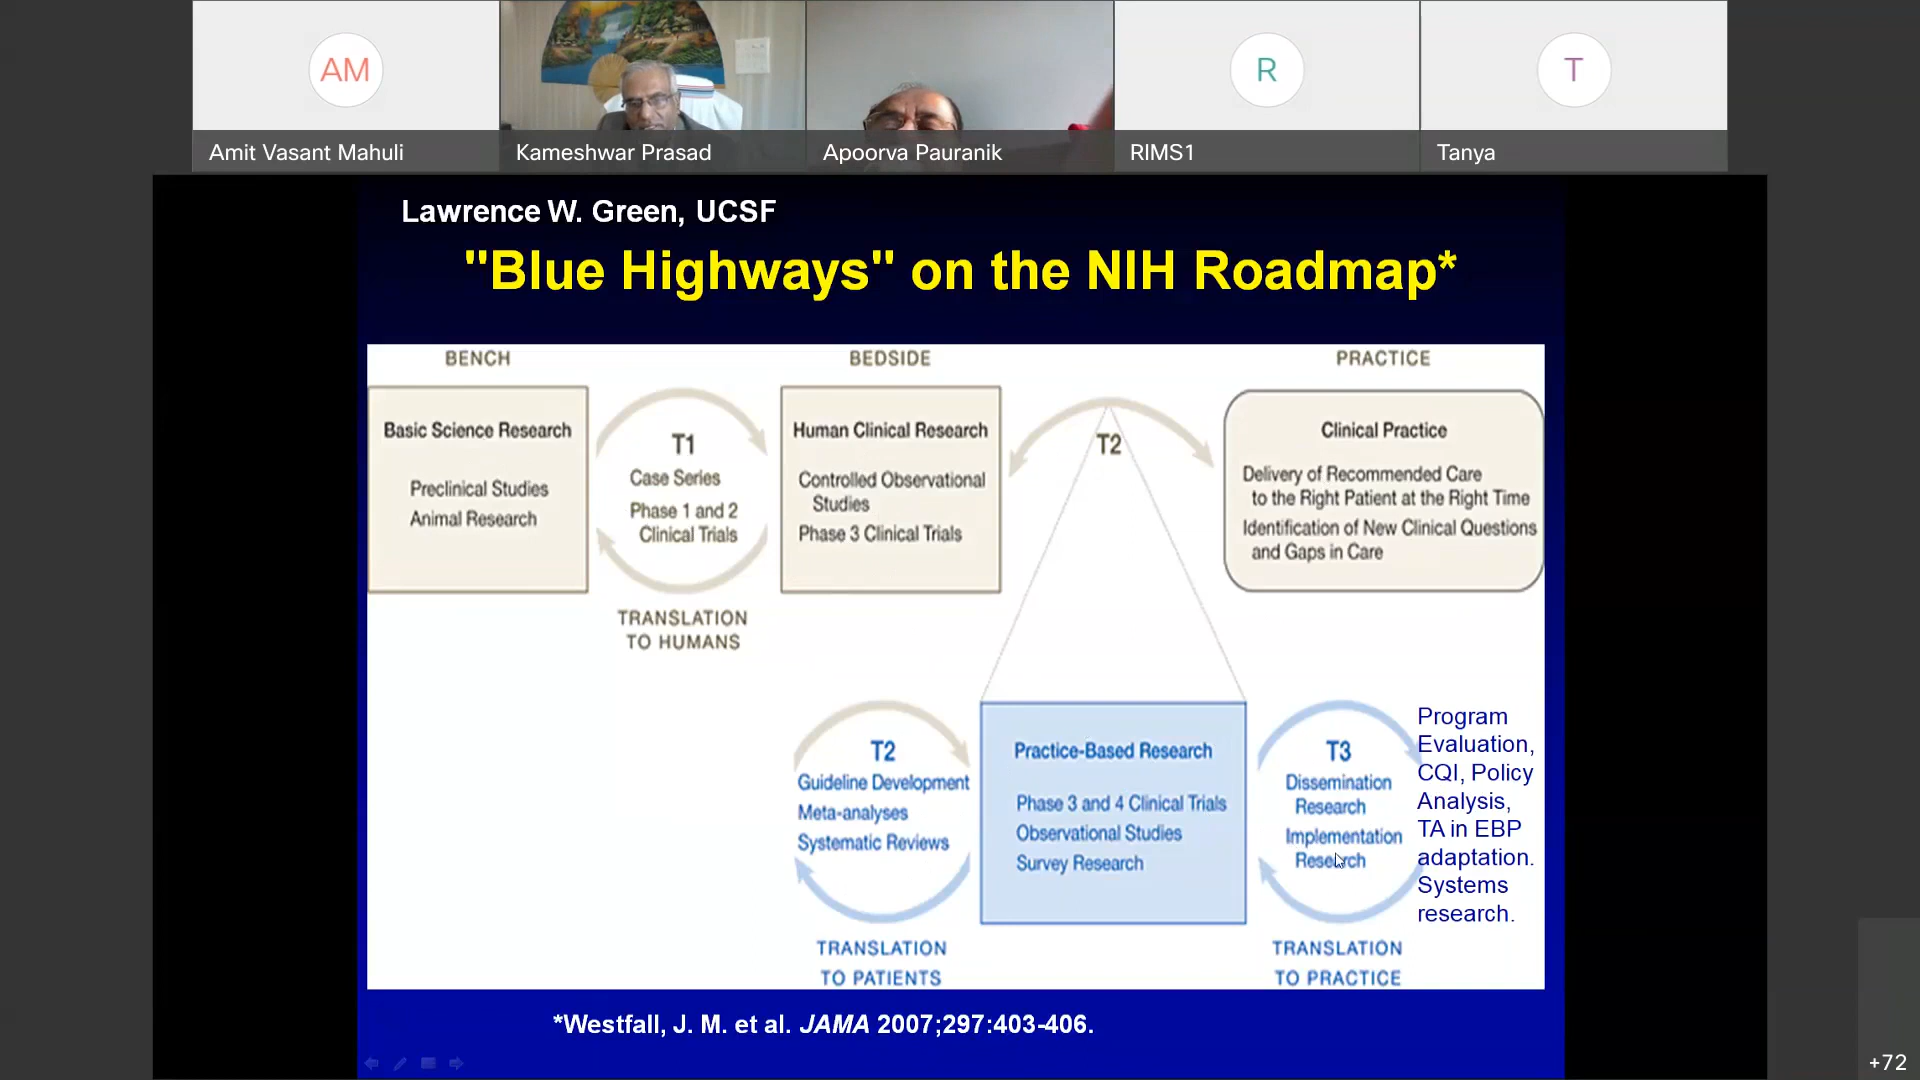 AM
R
T
Amit Vasant Mahuli
Kameshwar Prasad
Apoorva Pauranik
RIMS1
Tanya
Lawrence W. Green, UCSF
"Blue Highways" on the NIH Roadmap*
BENCH
BEDSIDE
PRACTICE
Basic Science Research
Preclinical Studies
Animal Research
T1
Case Series
Phase 1 and 2
Clinical Trials
TRANSLATION
TO HUMANS
Human Clinical Research
Controlled Observational
Studies
Phase 3 Clinical Trials
T2
Clinical Practice
Delivery of Recommended Care
to the Right Patient at the Right Time
Identification of New Clinical Questions
and Gaps in Care
T2
Guideline Development
Meta-analyses
Systematic Reviews
TRANSLATION
TO PATIENTS
Practice-Based Research
Phase 3 and 4 Clinical Trials
Observational Studies
Survey Research
T3
Dissemination
Research
Implementation
Research
TRANSLATION
TO PRACTICE
Program
Evaluation,
CQI, Policy
Analysis,
TA in EBP
adaptation.
Systems
research.
*Westfall, J. M. et al. JAMA 2007;297:403-406.
+72